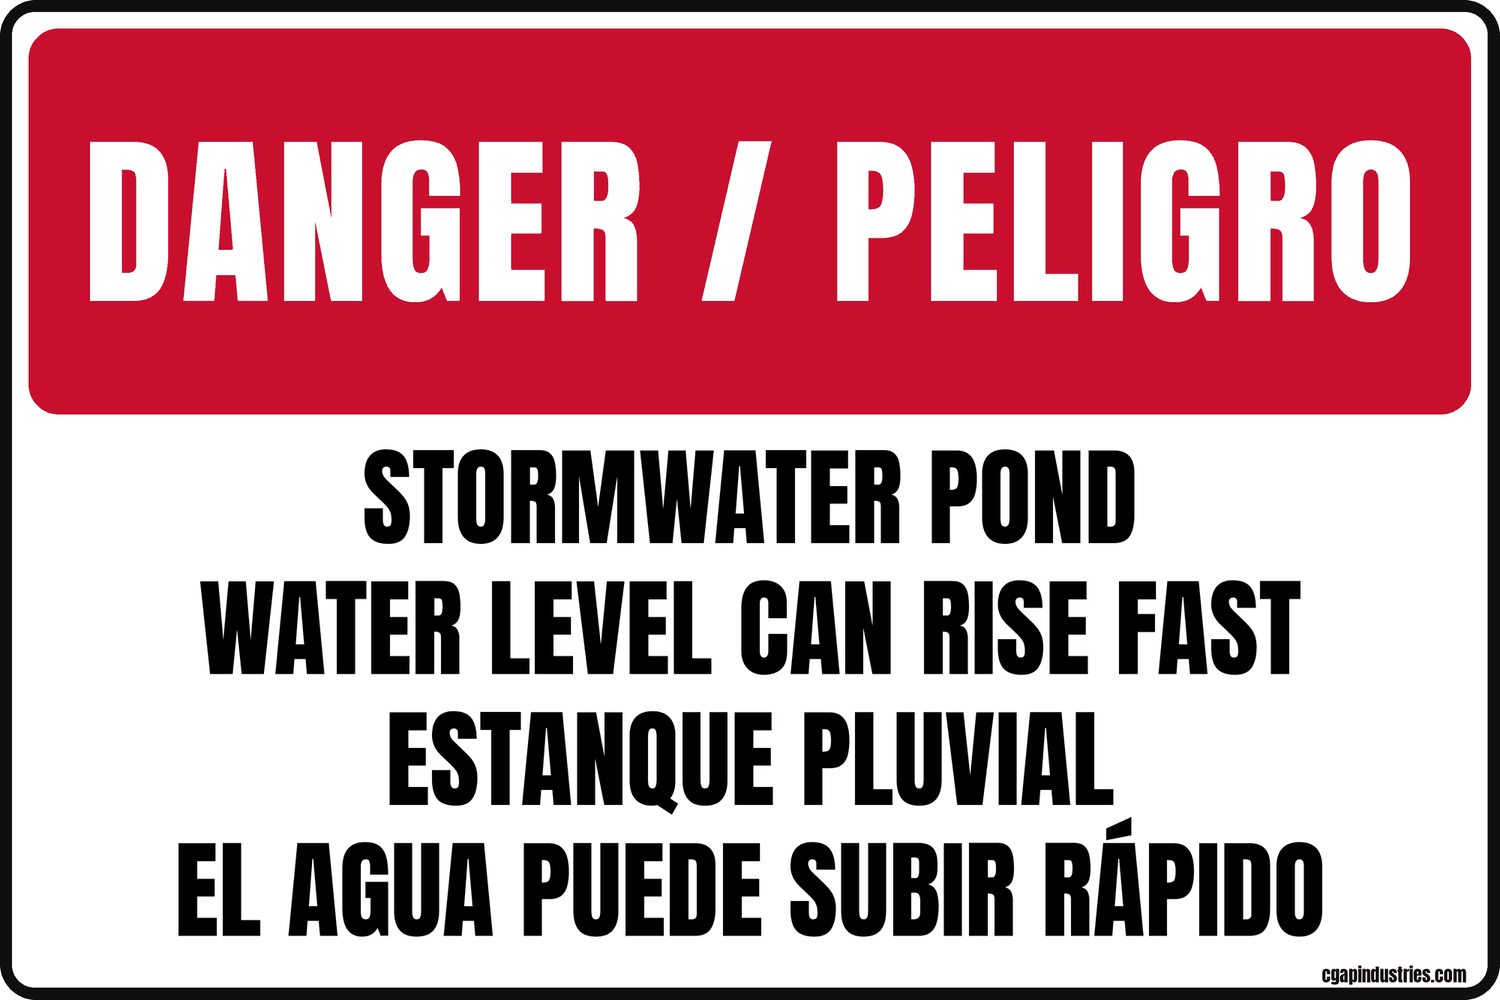 DANGER / PELIGRO
STORMWATER POND
WATER LEVEL CAN RISE FAST
ESTANQUE PLUVIAL
EL AGUA PUEDE SUBIR RÁPIDO
cgapindustries.com